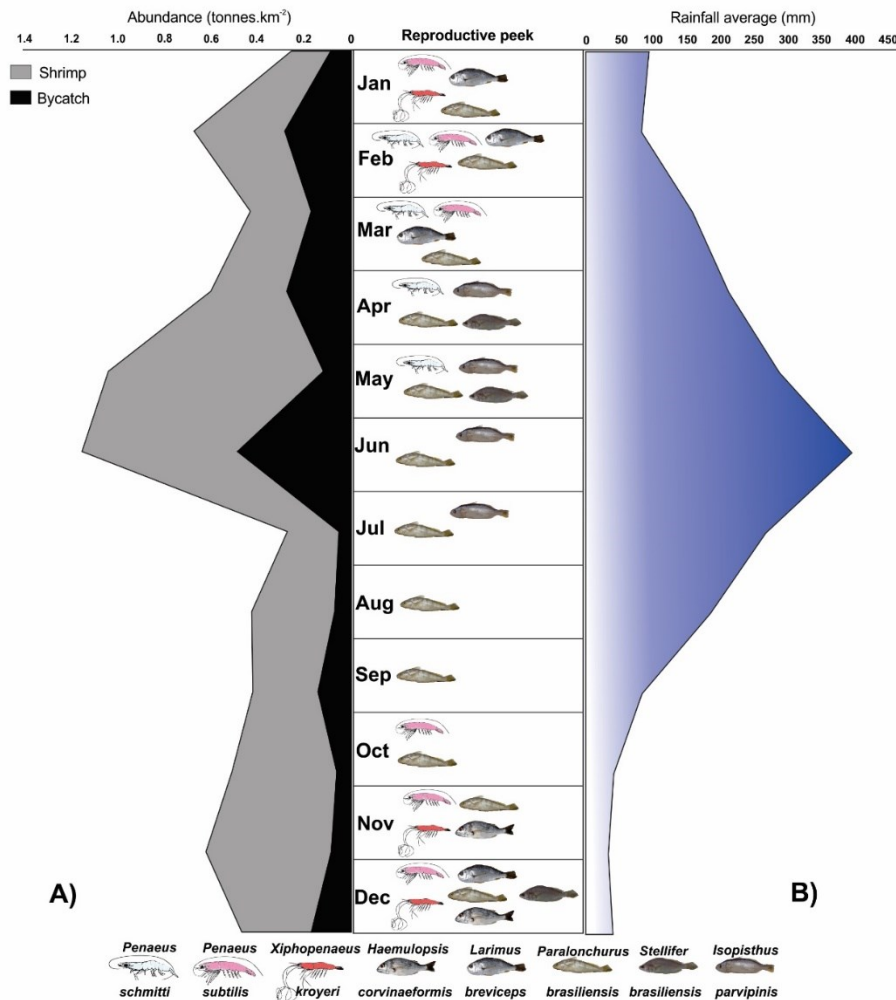 Abundance (tonnes.km-2)
Reproductive peek
Rainfall average (mm)
1.4 1.2 1.0 0.6 0.4 0.2 0
0 50 100 150 200 250 300 350 400 450
Shrimp
Bycatch
Jan
Feb
Mar
Apr
May
Jun
Jul
Aug
Sep
Oct
Nov
Dec
A)
B)
Penaeus Penaeus Xiphopenaeus Haemulopsis Larimus Paralonchurus Stellifer Isopisthus
schmitti subtilis kroyeri corvinaeformis breviceps brasiliensis brasiliensis parvipinis